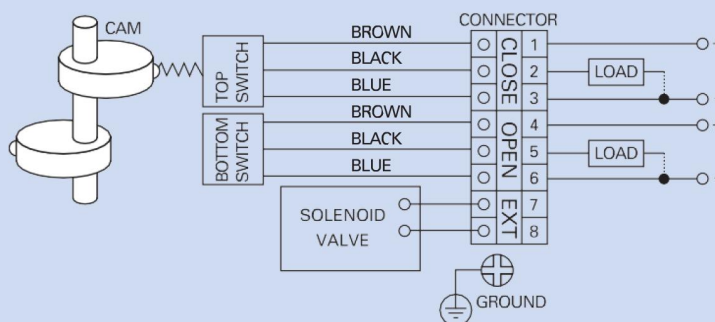 CAM
TOP SWITCH
BOTTOM SWITCH
BROWN
BLACK
BLUE
BROWN
BLACK
BLUE
CONNECTOR
CLOSE
OPEN
EXT
1
2
3
4
5
6
7
8
LOAD
LOAD
SOLENOID
VALVE
GROUND